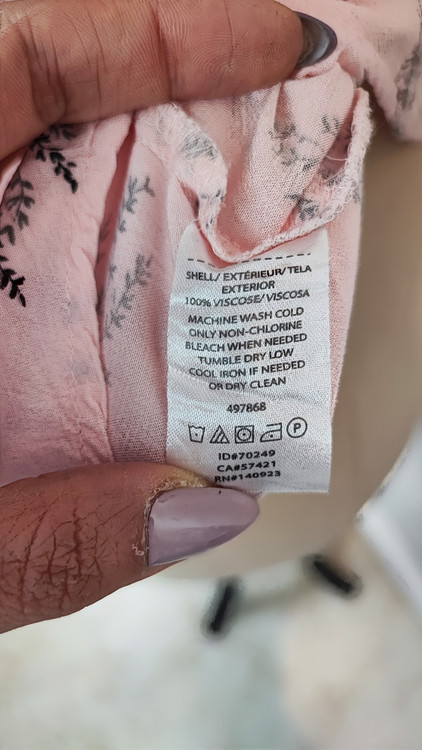 SHELL/ EXTÉRIEUR/ TELA
EXTERIOR
100% VISCOSE/ VISCOSA
MACHINE WASH COLD
ONLY NON-CHLORINE
BLEACH WHEN NEEDED
TUMBLE DRY LOW
COOL IRON IF NEEDED
OR DRY CLEAN
497868
P
ID#70249
CA#57421
RN#140923